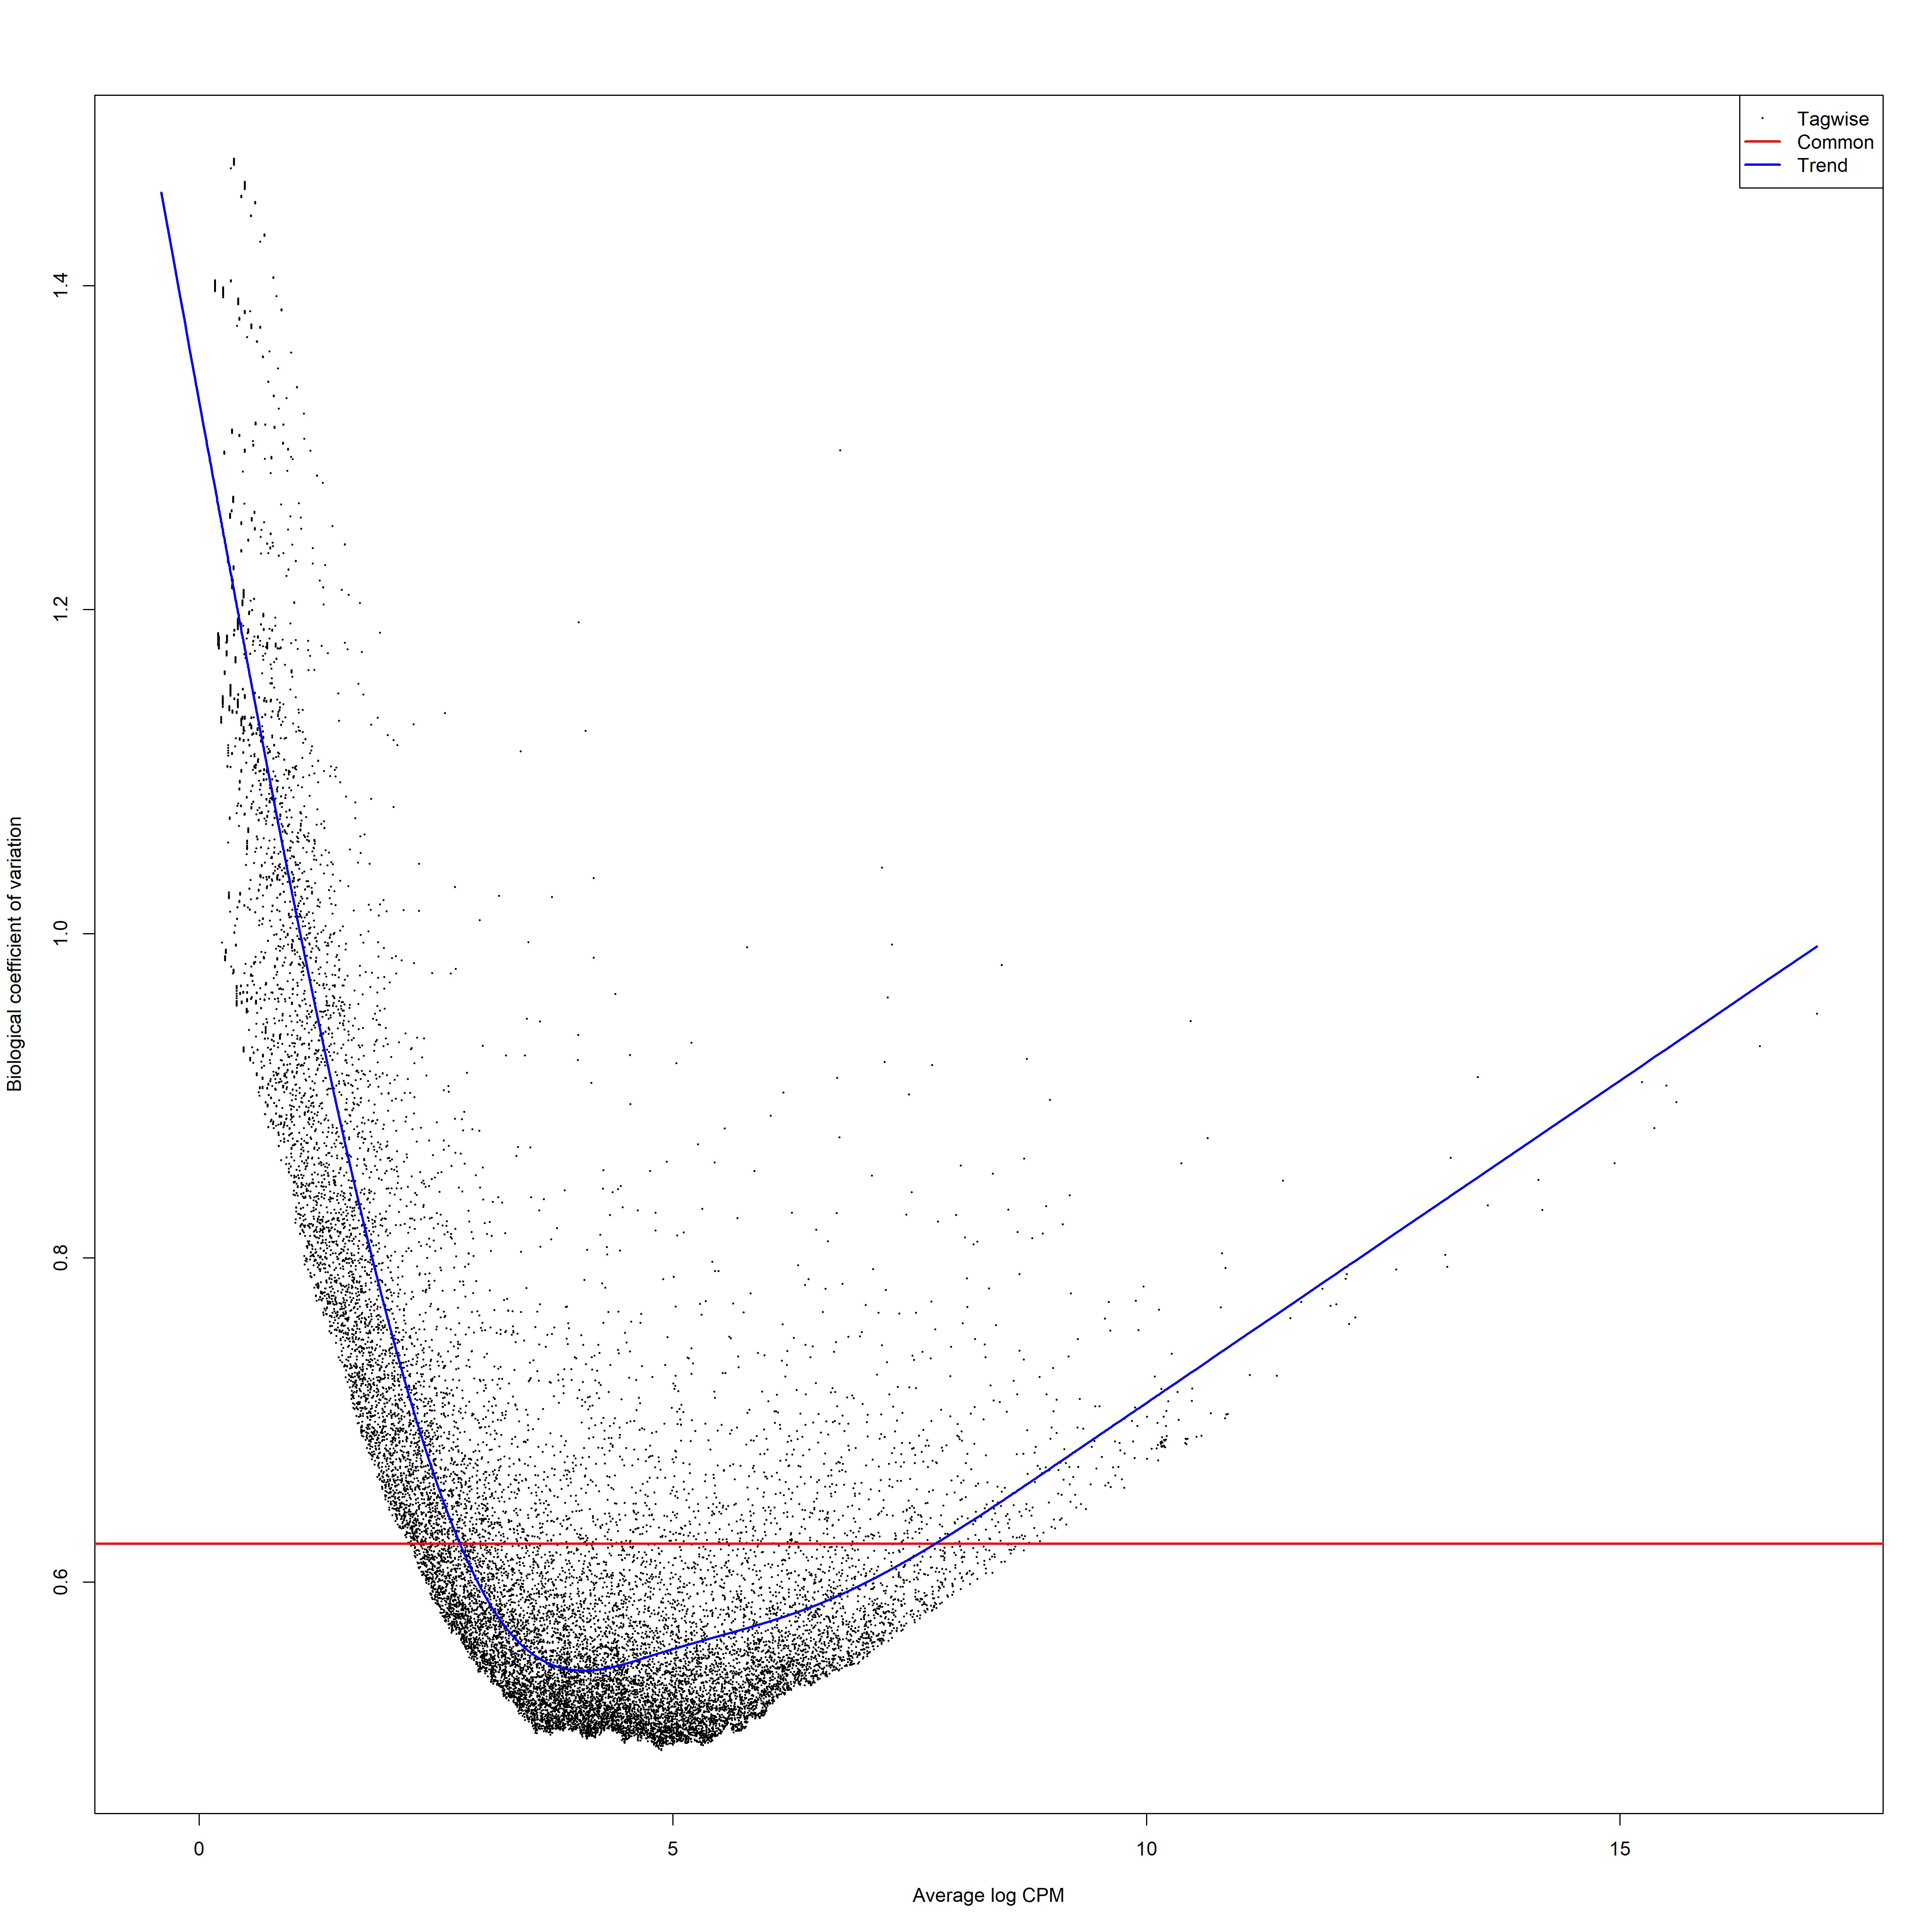 Tagwise
Common
Trend
1.4
1.2
1.0
0.8
0.6
Biological coefficient of variation
0
5
10
15
Average log CPM